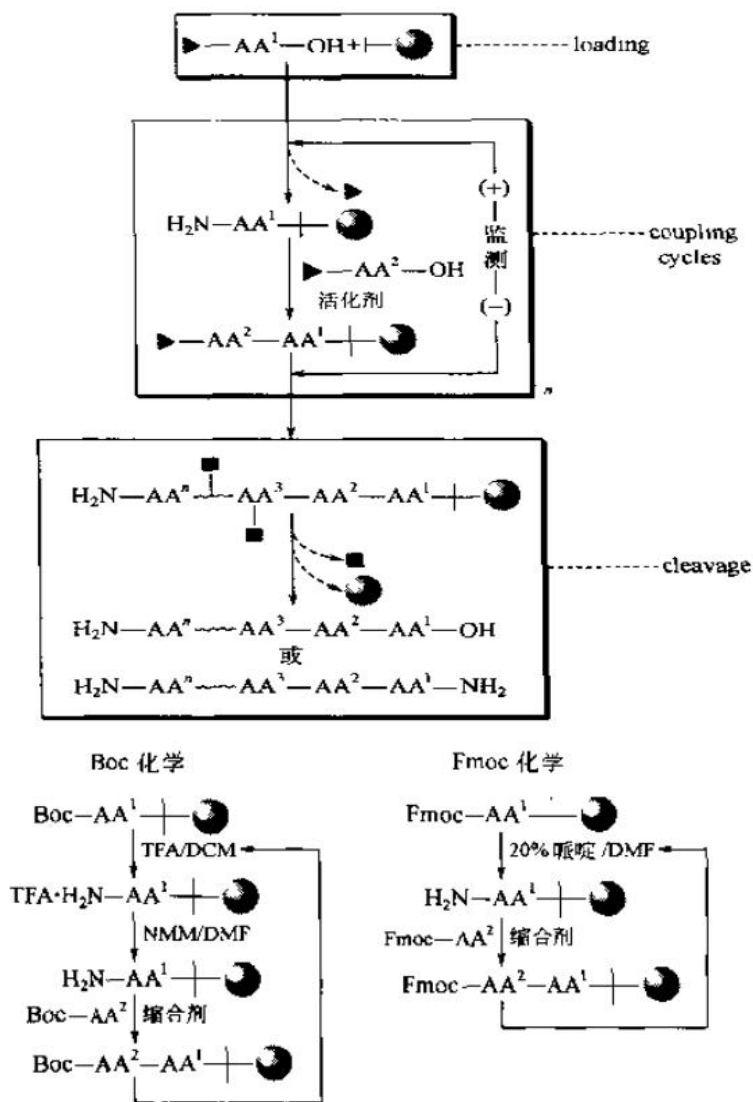 AA¹—OH+ loading
H₂N—AA¹
(+)
监
测
(−)
coupling
cycles
AA²—OH
活化剂
AA²—AA¹
n
H₂N—AAⁿ AA³—AA²—AA¹
cleavage
H₂N—AAⁿ AA³—AA²—AA¹—OH
或
H₂N—AAⁿ AA³—AA²—AA¹—NH₂
Boc 化学
Boc—AA¹
TFA/DCM
TFA·H₂N—AA¹
NMM/DMF
H₂N—AA¹
Boc—AA² 缩合剂
Boc—AA²—AA¹
Fmoc 化学
Fmoc—AA¹
20% 哌啶 /DMF
H₂N—AA¹
Fmoc—AA² 缩合剂
Fmoc—AA²—AA¹